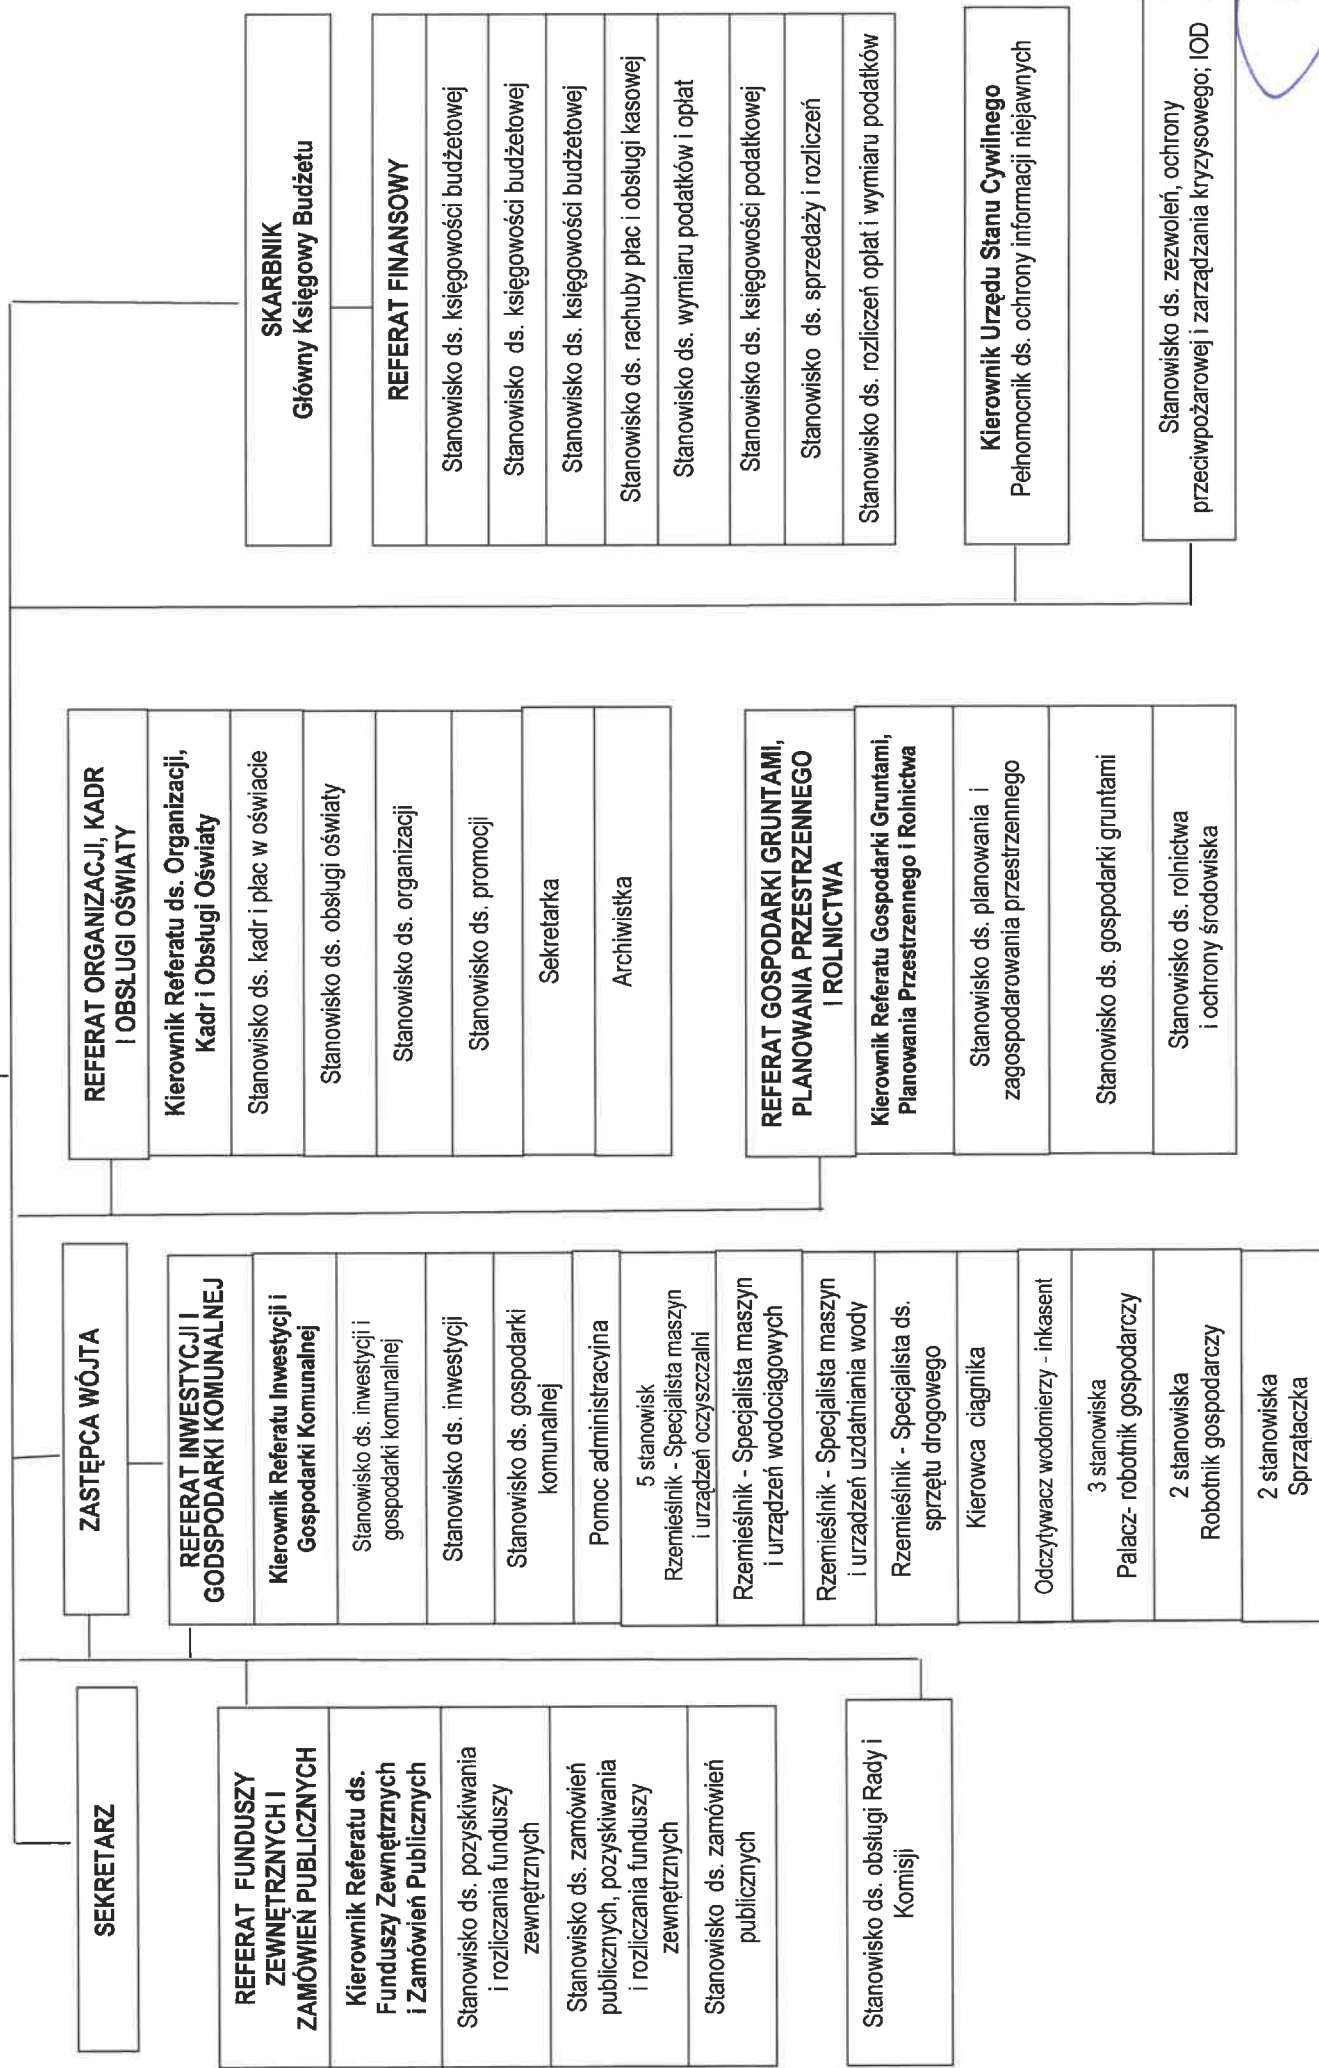 SEKRETARZ
REFERAT FUNDUSZY
ZEWNĘTRZNYCH I
ZAMÓWIEŃ PUBLICZNYCH
Kierownik Referatu ds.
Funduszy Zewnętrznych
i Zamówień Publicznych
Stanowisko ds. pozyskiwania
i rozliczania funduszy
zewnętrznych
Stanowisko ds. zamówień
publicznych, pozyskiwania
i rozliczania funduszy
zewnętrznych
Stanowisko ds. zamówień
publicznych
Stanowisko ds. obsługi Rady i
Komisji
ZASTĘPCA WÓJTA
REFERAT INWESTYCJI I
GODSPODARKI KOMUNALNEJ
Kierownik Referatu Inwestycji i
Gospodarki Komunalnej
Stanowisko ds. inwestycji i
gospodarki komunalnej
Stanowisko ds. inwestycji
Stanowisko ds. gospodarki
komunalnej
Pomoc administracyjna
5 stanowisk
Rzemieślnik - Specjalista maszyn
i urządzeń oczyszczalni
Rzemieślnik - Specjalista maszyn
i urządzeń wodociągowych
Rzemieślnik - Specjalista maszyn
i urządzeń uzdatniania wody
Rzemieślnik - Specjalista ds.
sprzętu drogowego
Kierowca ciągnika
Odczytywacz wodomierzy - inkasent
3 stanowiska
Palacz- robotnik gospodarczy
2 stanowiska
Robotnik gospodarczy
2 stanowiska
Sprzątaczka
REFERAT ORGANIZACJI, KADR
I OBSŁUGI OŚWIATY
Kierownik Referatu ds. Organizacji,
Kadr i Obsługi Oświaty
Stanowisko ds. kadr i płac w oświacie
Stanowisko ds. obsługi oświaty
Stanowisko ds. organizacji
Stanowisko ds. promocji
Sekretarka
Archiwistka
REFERAT GOSPODARKI GRUNTAMI,
PLANOWANIA PRZESTRZENNEGO
I ROLNICTWA
Kierownik Referatu Gospodarki Gruntami,
Planowania Przestrzennego i Rolnictwa
Stanowisko ds. planowania i
zagospodarowania przestrzennego
Stanowisko ds. gospodarki gruntami
Stanowisko ds. rolnictwa
i ochrony środowiska
SKARBNIK
Główny Księgowy Budżetu
REFERAT FINANSOWY
Stanowisko ds. księgowości budżetowej
Stanowisko ds. księgowości budżetowej
Stanowisko ds. księgowości budżetowej
Stanowisko ds. rachuby płac i obsługi kasowej
Stanowisko ds. wymiaru podatków i opłat
Stanowisko ds. księgowości podatkowej
Stanowisko ds. sprzedaży i rozliczeń
Stanowisko ds. rozliczeń opłat i wymiaru podatków
Kierownik Urzędu Stanu Cywilnego
Pełnomocnik ds. ochrony informacji niejawnych
Stanowisko ds. zezwoleń, ochrony
przeciwpożarowej i zarządzania kryzysowego; IOD